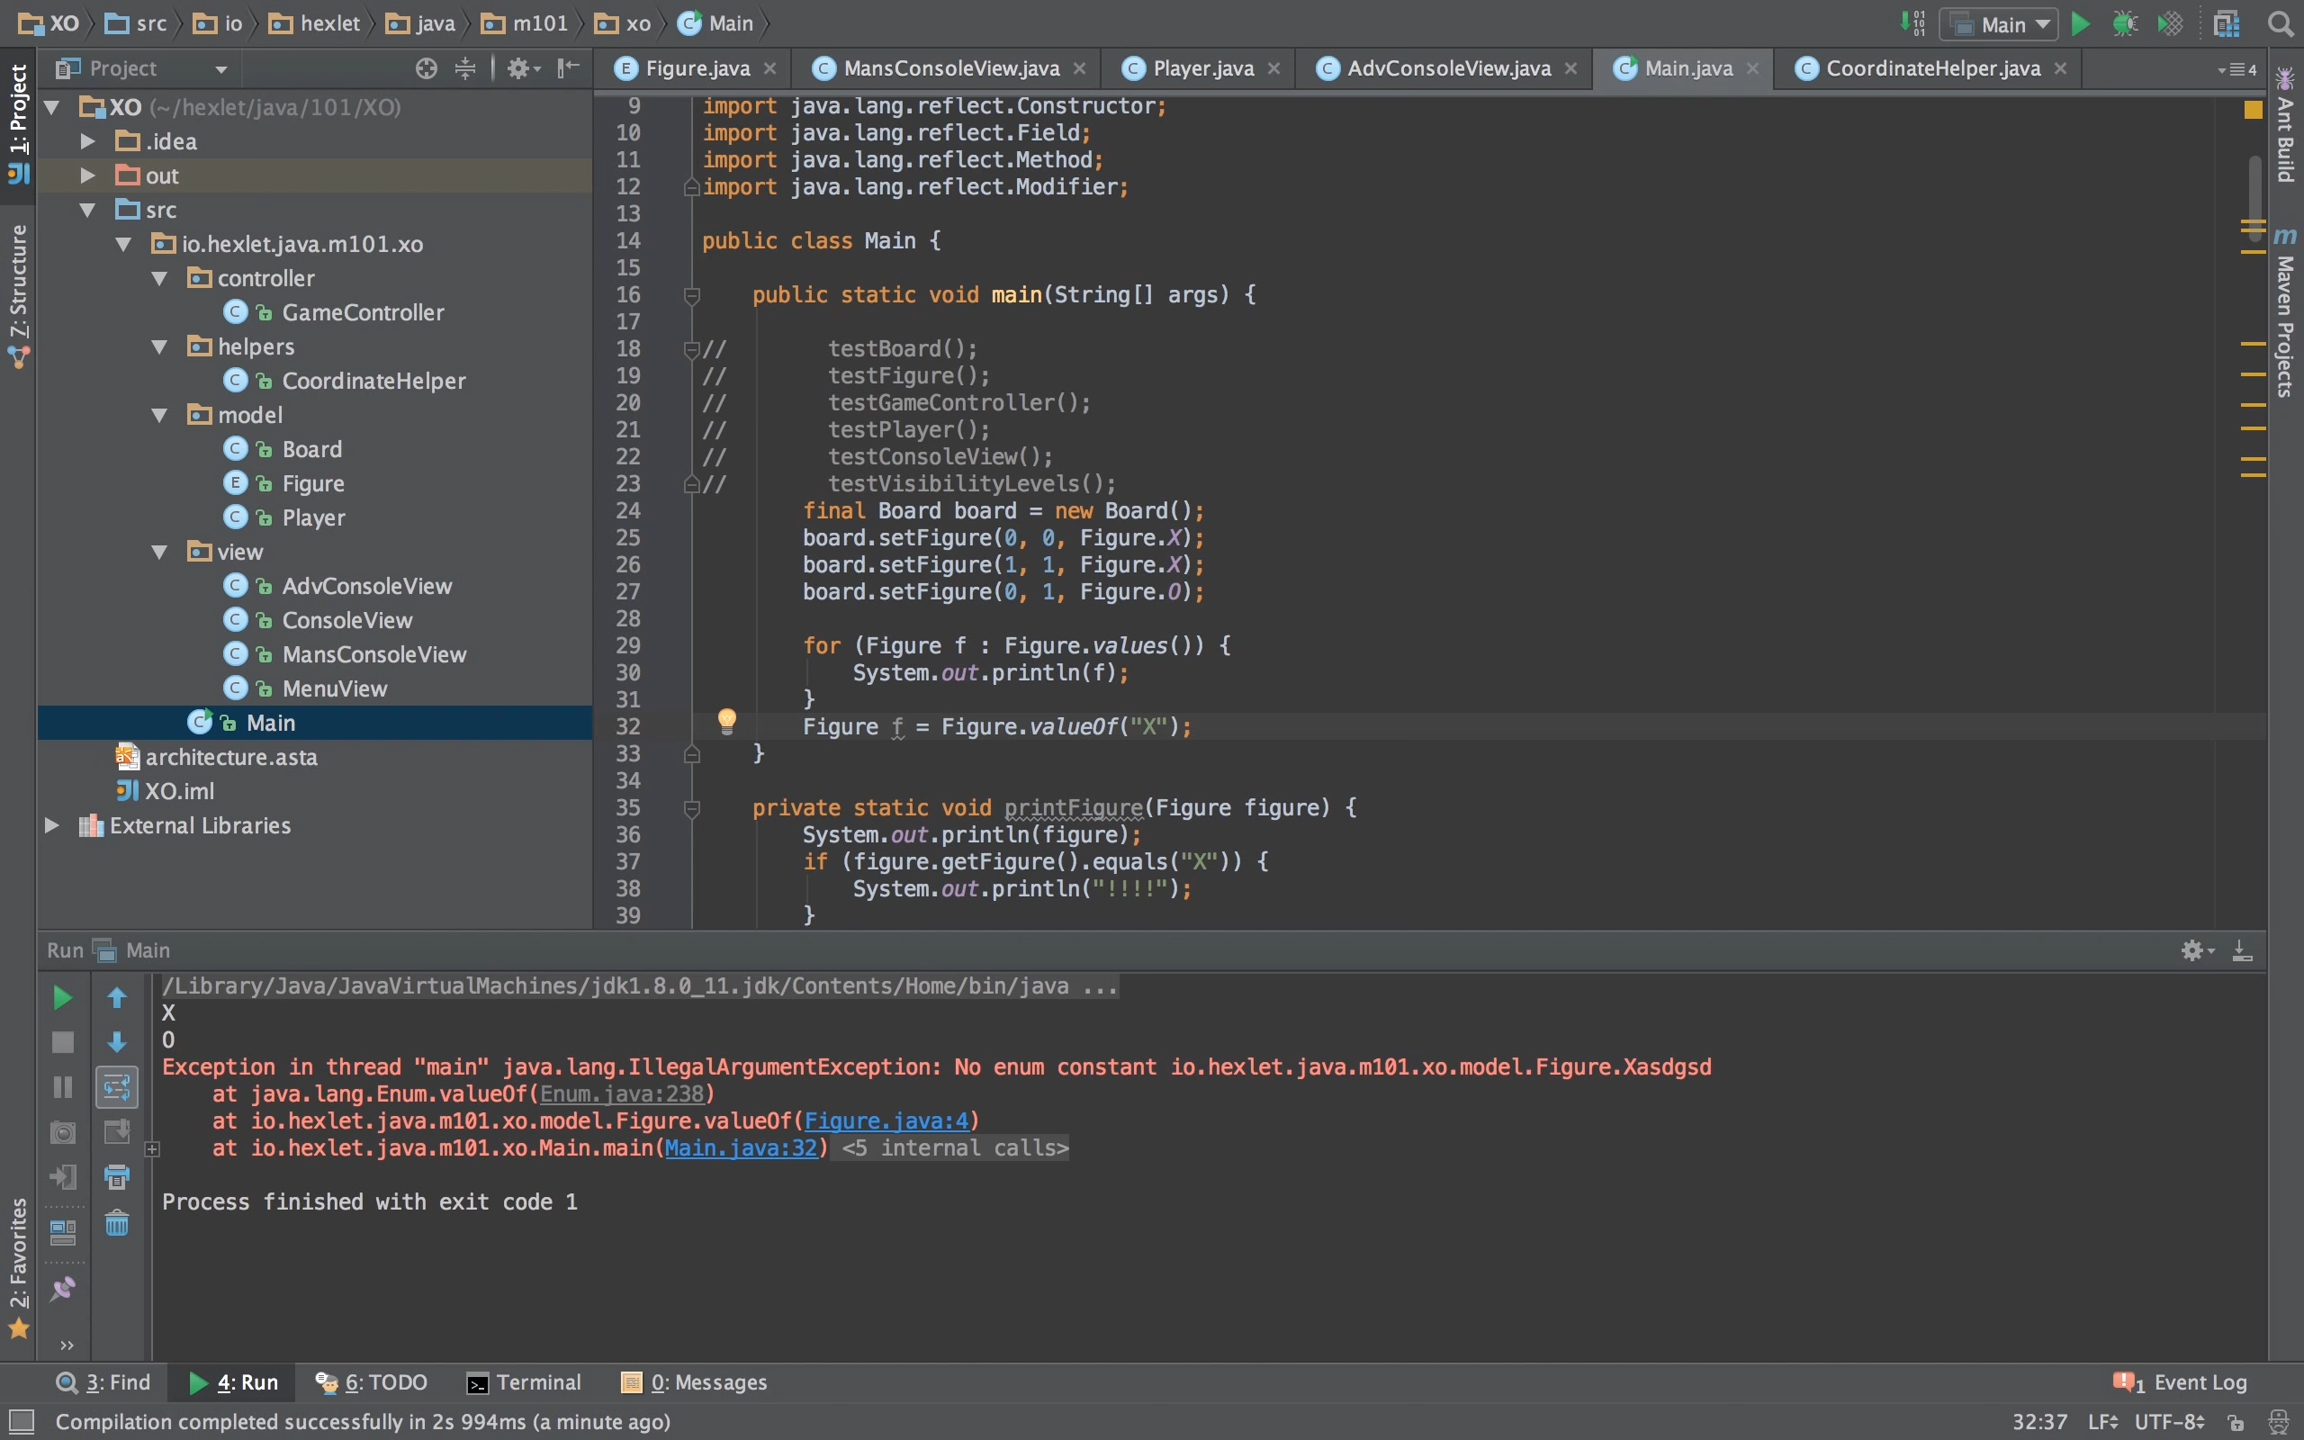 XO src io hexlet java m101 xo Main
Main
Project
Figure.java MansConsoleView.java Player.java AdvConsoleView.java Main.java CoordinateHelper.java 4
1: Project
Z: Structure
2: Favorites
XO (~/hexlet/java/101/XO)
.idea
out
src
io.hexlet.java.m101.xo
controller
GameController
helpers
CoordinateHelper
model
Board
Figure
Player
view
AdvConsoleView
ConsoleView
MansConsoleView
MenuView
Main
architecture.asta
XO.iml
External Libraries
9 import java.lang.reflect.Constructor;
10 import java.lang.reflect.Field;
11 import java.lang.reflect.Method;
12 import java.lang.reflect.Modifier;
13
14 public class Main {
15
16 public static void main(String[] args) {
17
18 // testBoard();
19 // testFigure();
20 // testGameController();
21 // testPlayer();
22 // testConsoleView();
23 // testVisibilityLevels();
24 final Board board = new Board();
25 board.setFigure(0, 0, Figure.X);
26 board.setFigure(1, 1, Figure.X);
27 board.setFigure(0, 1, Figure.O);
28
29 for (Figure f : Figure.values()) {
30 System.out.println(f);
31 }
32 Figure f = Figure.valueOf("X");
33 }
34
35 private static void printFigure(Figure figure) {
36 System.out.println(figure);
37 if (figure.getFigure().equals("X")) {
38 System.out.println("!!!!");
39 }
Ant Build
m Maven Projects
Run Main
/Library/Java/JavaVirtualMachines/jdk1.8.0_11.jdk/Contents/Home/bin/java ...
X
O
Exception in thread "main" java.lang.IllegalArgumentException: No enum constant io.hexlet.java.m101.xo.model.Figure.Xasdgsd
at java.lang.Enum.valueOf(Enum.java:238)
at io.hexlet.java.m101.xo.model.Figure.valueOf(Figure.java:4)
at io.hexlet.java.m101.xo.Main.main(Main.java:32) <5 internal calls>
Process finished with exit code 1
3: Find 4: Run 6: TODO Terminal 0: Messages 1 Event Log
Compilation completed successfully in 2s 994ms (a minute ago) 32:37 LF UTF-8